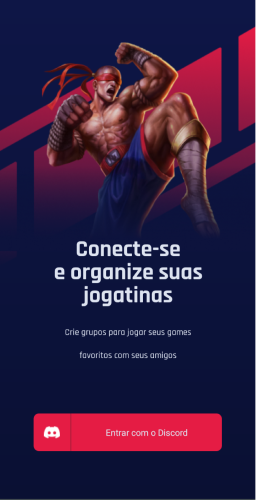 Conecte-se
e organize suas
jogatinas
Crie grupos para jogar seus games
favoritos com seus amigos
Entrar com o Discord